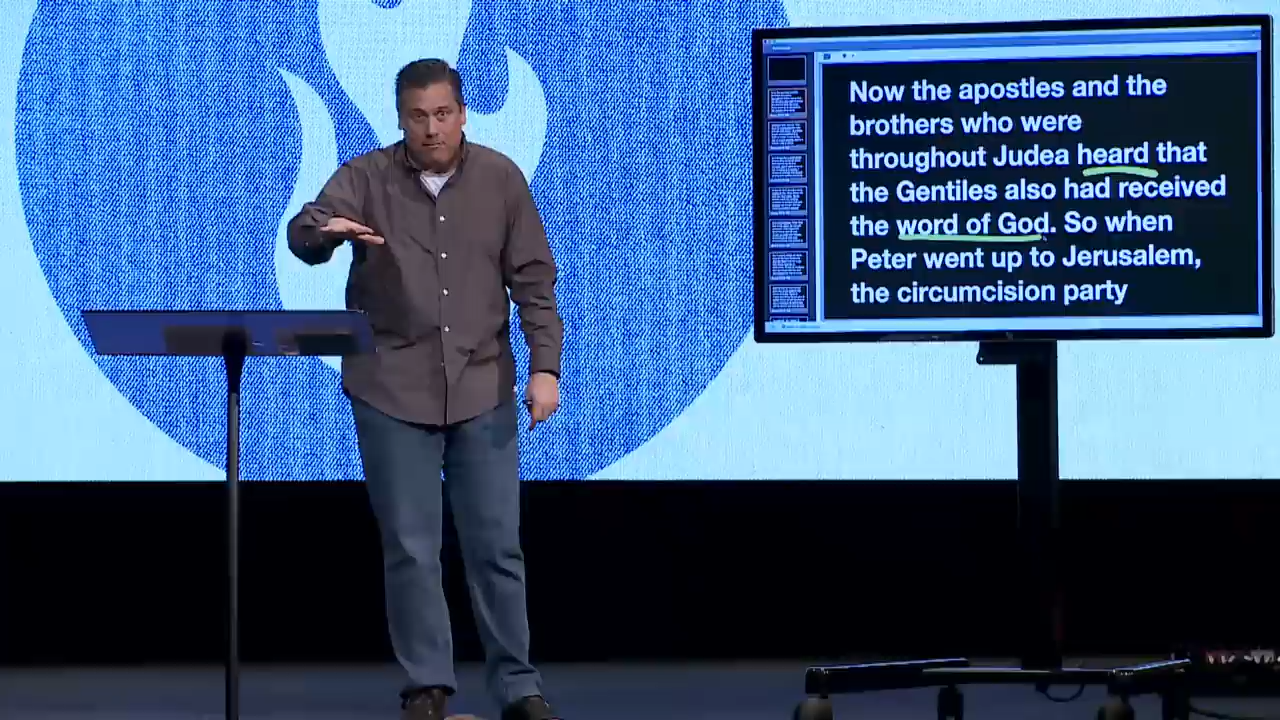 Now the apostles and the
brothers who were
throughout Judea heard that
the Gentiles also had received
the word of God. So when
Peter went up to Jerusalem,
the circumcision party